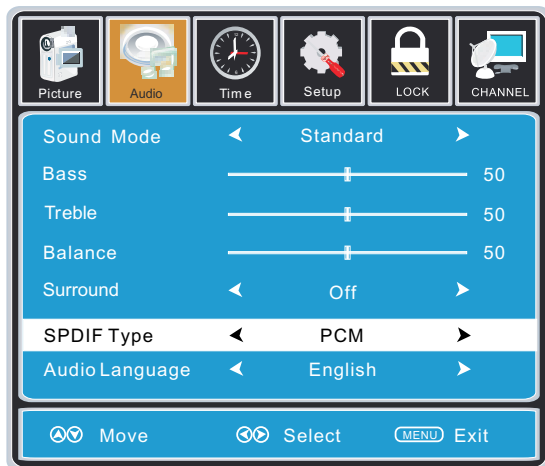 Picture Audio Time Setup LOCK CHANNEL
Sound Mode Standard
Bass 50
Treble 50
Balance 50
Surround Off
SPDIF Type PCM
Audio Language English
Move Select MENU Exit